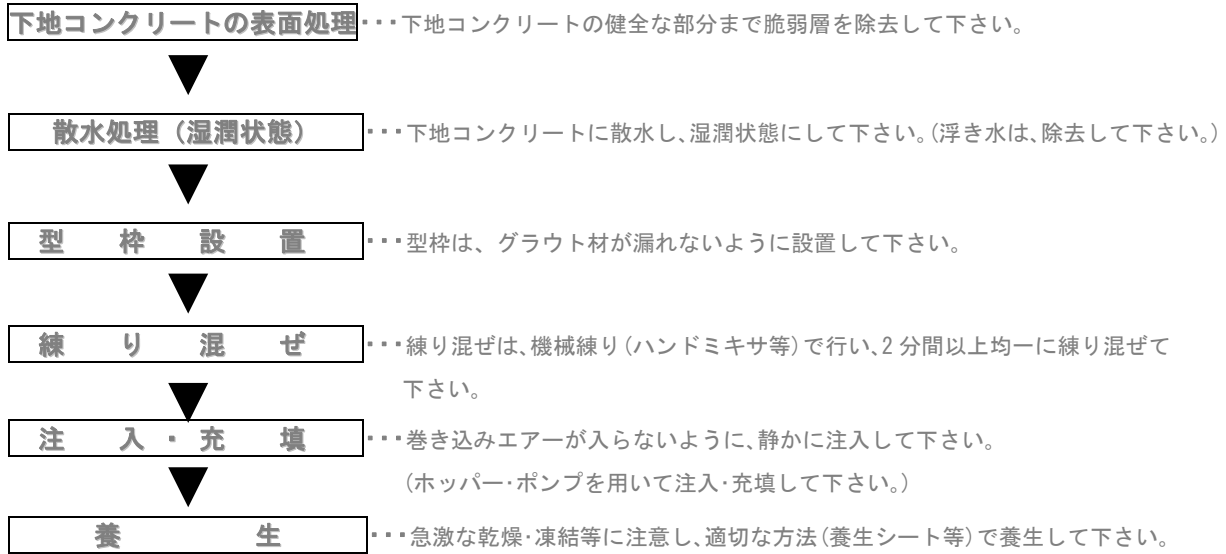 下地コンクリートの表面処理・・・下地コンクリートの健全な部分まで脆弱層を除去して下さい。
散水処理（湿潤状態）・・・下地コンクリートに散水し、湿潤状態にして下さい。(浮き水は、除去して下さい。)
型枠設置・・・型枠は、グラウト材が漏れないように設置して下さい。
練り混ぜ・・・練り混ぜは、機械練り(ハンドミキサ等)で行い、2分間以上均一に練り混ぜて
下さい。
注入・充填・・・巻き込みエアーが入らないように、静かに注入して下さい。
(ホッパー・ポンプを用いて注入・充填して下さい。)
養生・・・急激な乾燥・凍結等に注意し、適切な方法(養生シート等)で養生して下さい。